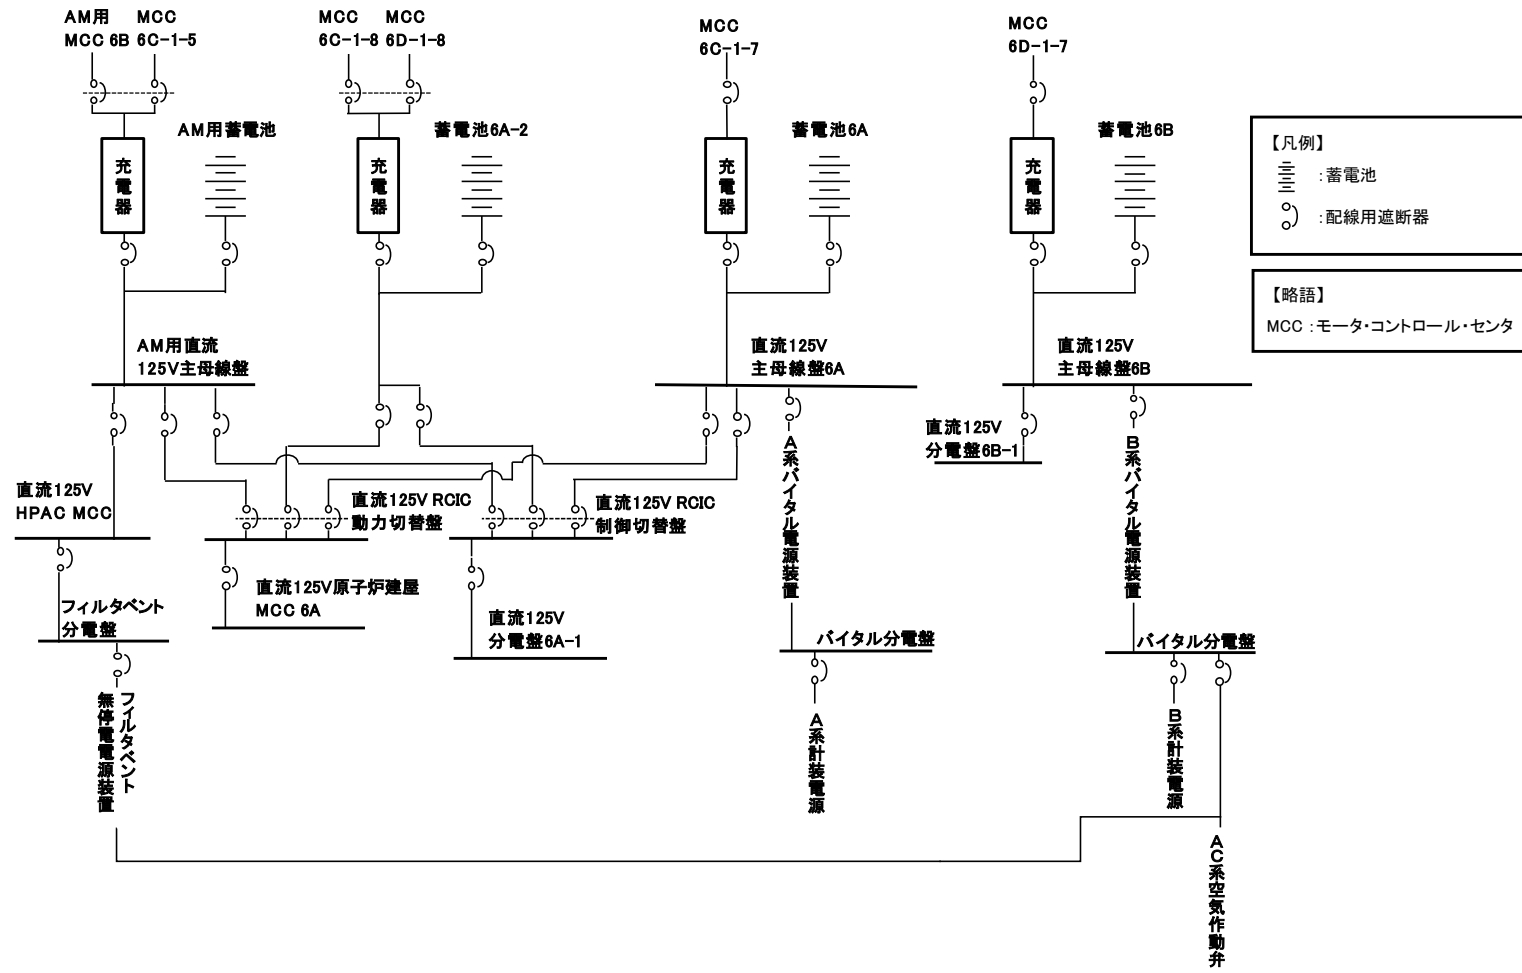 AM用
MCC 6B
MCC
6C-1-5
MCC
6C-1-8
MCC
6D-1-8
MCC
6C-1-7
MCC
6D-1-7
AM用蓄電池
蓄電池6A-2
蓄電池6A
蓄電池6B
充電器
充電器
充電器
充電器
【凡例】
:蓄電池
:配線用遮断器
【略語】
MCC:モータ・コントロール・センタ
AM用直流
125V主母線盤
直流125V
主母線盤6A
直流125V
主母線盤6B
直流125V
分電盤6B-1
直流125V
HPAC MCC
直流125V RCIC
動力切替盤
直流125V RCIC
制御切替盤
A系バイタル電源装置
B系バイタル電源装置
フィルタベント
分電盤
直流125V原子炉建屋
MCC 6A
直流125V
分電盤6A-1
バイタル分電盤
バイタル分電盤
フィルタベント
無停電電源装置
A系計装電源
B系計装電源
AC系空気作動弁